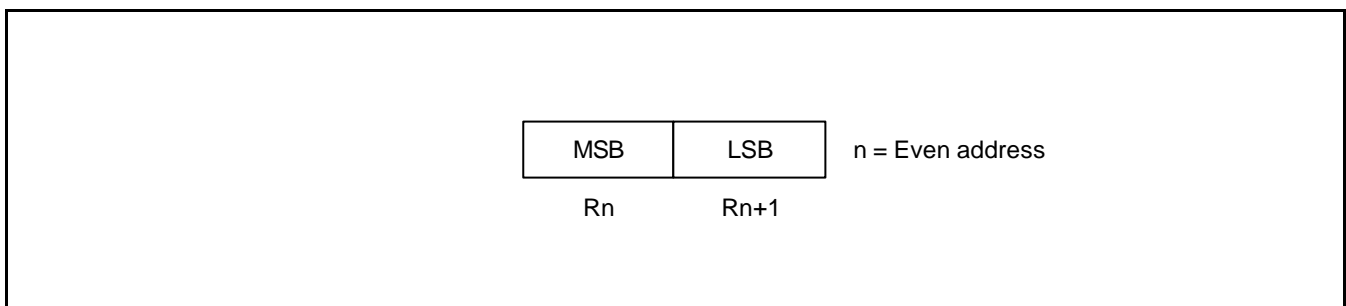 MSB LSB n = Even address
Rn Rn+1